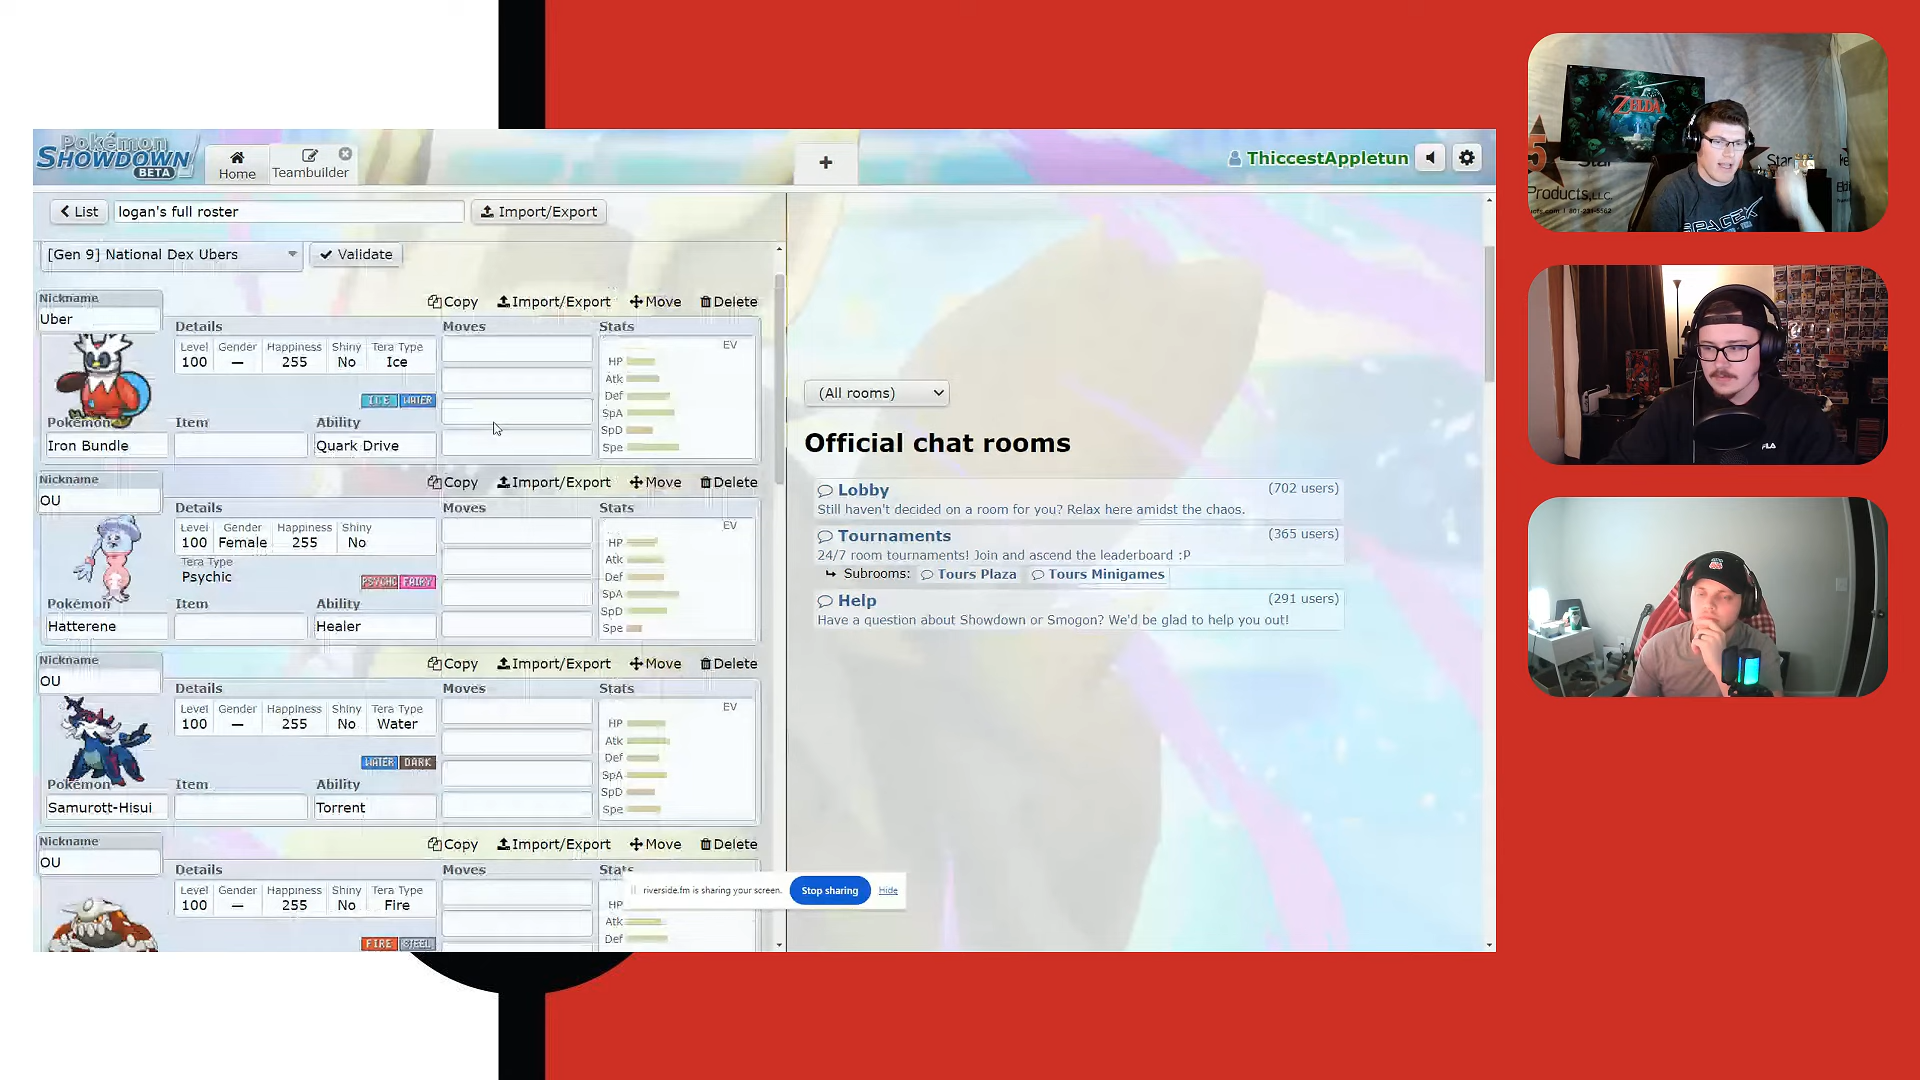 Pokémon
SHOWDOWN
BETA
Home
Teambuilder
+
ThiccestAppletun
List
logan's full roster
Import/Export
[Gen 9] National Dex Ubers
Validate
Nickname
Uber
Copy Import/Export Move Delete
Details Moves Stats
Level Gender Happiness Shiny Tera Type
100 — 255 No Ice
EV
HP
Atk
Def
SpA
SpD
Spe
ICE WATER
Pokémon Item Ability
Iron Bundle Quark Drive
Nickname
OU
Copy Import/Export Move Delete
Details Moves Stats
Level Gender Happiness Shiny
100 Female 255 No
Tera Type
Psychic
EV
HP
Atk
Def
SpA
SpD
Spe
PSYCHC FAIRY
Pokémon Item Ability
Hatterene Healer
Nickname
OU
Copy Import/Export Move Delete
Details Moves Stats
Level Gender Happiness Shiny Tera Type
100 — 255 No Water
EV
HP
Atk
Def
SpA
SpD
Spe
WATER DARK
Pokémon Item Ability
Samurott-Hisui Torrent
Nickname
OU
Copy Import/Export Move Delete
Details Moves Stats
Level Gender Happiness Shiny Tera Type
100 — 255 No Fire
HP
Atk
Def
FIRE STEEL
(All rooms)
Official chat rooms
Lobby (702 users)
Still haven't decided on a room for you? Relax here amidst the chaos.
Tournaments (365 users)
24/7 room tournaments! Join and ascend the leaderboard :P
Subrooms: Tours Plaza Tours Minigames
Help (291 users)
Have a question about Showdown or Smogon? We'd be glad to help you out!
riverside.fm is sharing your screen. Stop sharing Hide
ZELDA
5
Star
Products, LLC.
SPACEX
FILA